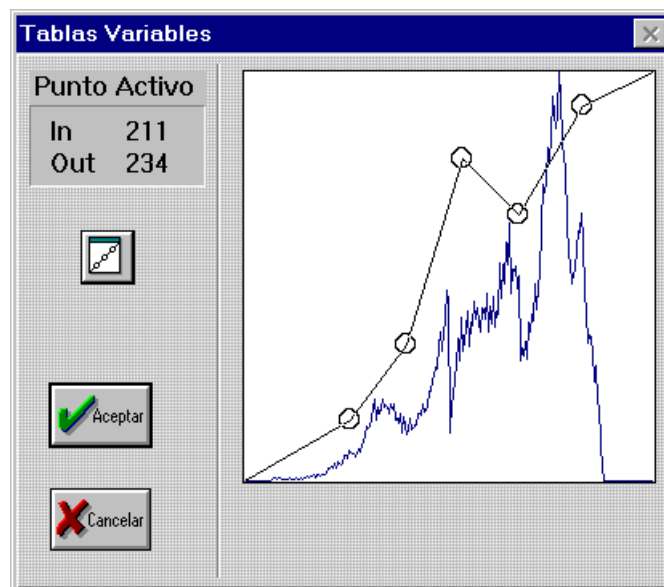 Tablas Variables
Punto Activo
In 211
Out 234
Aceptar
Cancelar